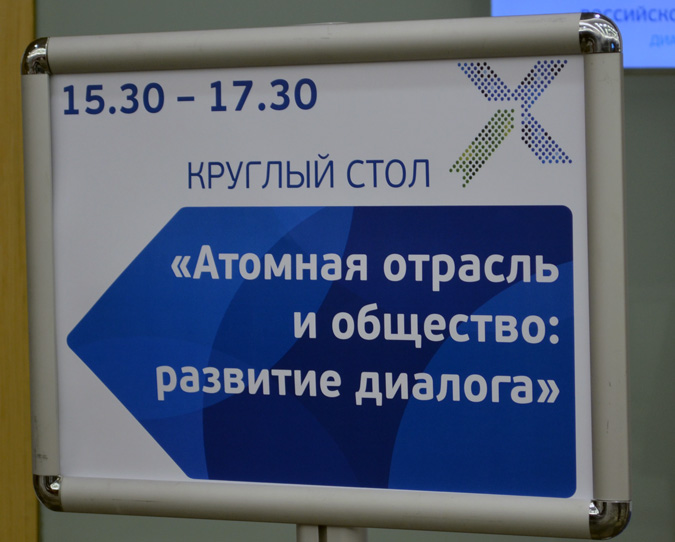 15.30 – 17.30
КРУГЛЫЙ СТОЛ
«Атомная отрасль
и общество:
развитие диалога»